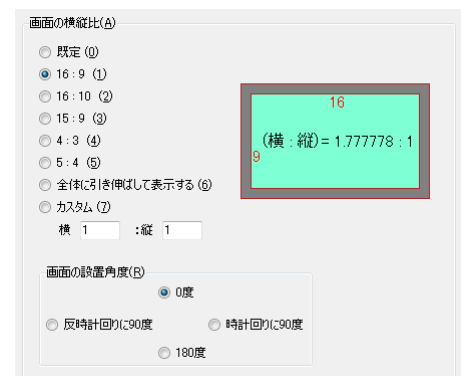 画面の横縦比(A)
既定 (0)
16 : 9 (1)
16 : 10 (2)
15 : 9 (3)
4 : 3 (4)
5 : 4 (5)
全体に引き伸ばして表示する (6)
カスタム (7)
横 1 :縦 1
16
(横 : 縦)= 1.777778 : 1
9
画面の設置角度(R)
0度
反時計回りに90度 時計回りに90度
180度